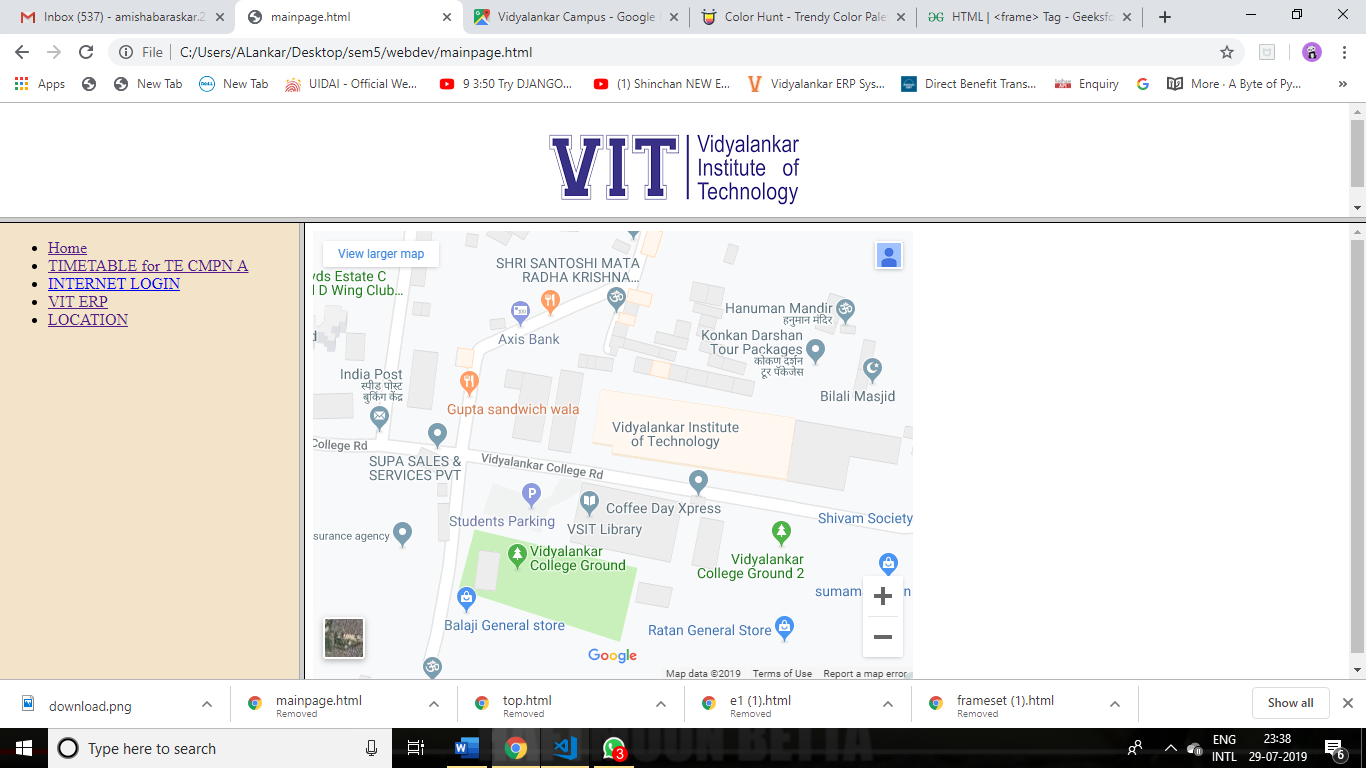 Inbox (537) - amishabaraskar.2
mainpage.html
Vidyalankar Campus - Google
Color Hunt - Trendy Color Pale
HTML | <frame> Tag - Geeksfo
File | C:/Users/ALankar/Desktop/sem5/webdev/mainpage.html
Apps
New Tab
New Tab
UIDAI - Official We...
9 3:50 Try DJANGO...
(1) Shinchan NEW E...
Vidyalankar ERP Sys...
Direct Benefit Trans...
Enquiry
More · A Byte of Py...
»
VIT
Vidyalankar
Institute of
Technology
Home
TIMETABLE for TE CMPN A
INTERNET LOGIN
VIT ERP
LOCATION
View larger map
SHRI SANTOSHI MATA
RADHA KRISHNA...
yds Estate C
d D Wing Club...
Hanuman Mandir
हनुमान मंदिर
Axis Bank
Konkan Darshan
Tour Packages
कोकण दर्शन
टूर पॅकेजेस
India Post
स्पीड पोस्ट
बुकिंग केंद्र
Bilali Masjid
Gupta sandwich wala
Vidyalankar Institute
of Technology
College Rd
SUPA SALES &
SERVICES PVT
Vidyalankar College Rd
Coffee Day Xpress
Students Parking
VSIT Library
Shivam Society
surance agency
Vidyalankar
College Ground
Vidyalankar
College Ground 2
Balaji General store
Ratan General Store
Google
Map data ©2019
Terms of Use
Report a map error
download.png
mainpage.html
Removed
top.html
Removed
e1 (1).html
Removed
frameset (1).html
Removed
Show all
Type here to search
3
ENG
INTL
23:38
29-07-2019
6